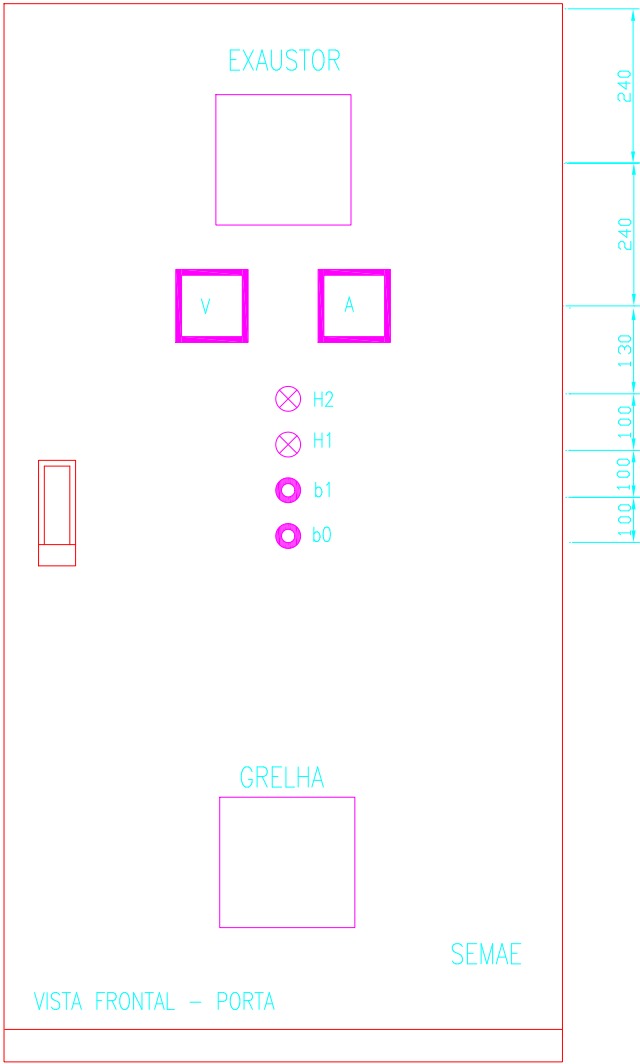 EXAUSTOR
240
240
V
A
130
H2
100
H1
100
b1
100
b0
GRELHA
SEMAE
VISTA FRONTAL - PORTA